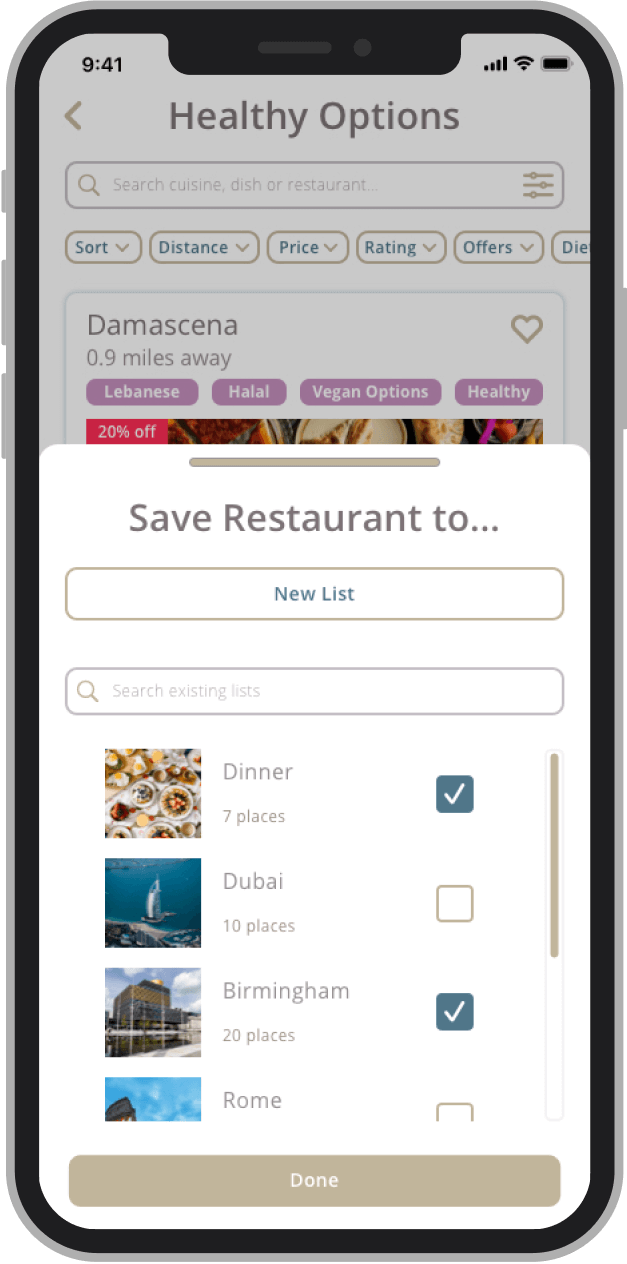 9:41
Healthy Options
Search cuisine, dish or restaurant...
Sort Distance Price Rating Offers Die
Damascena
0.9 miles away
Lebanese Halal Vegan Options Healthy
20% off
Save Restaurant to...
New List
Search existing lists
Dinner
7 places
Dubai
10 places
Birmingham
20 places
Rome
Done